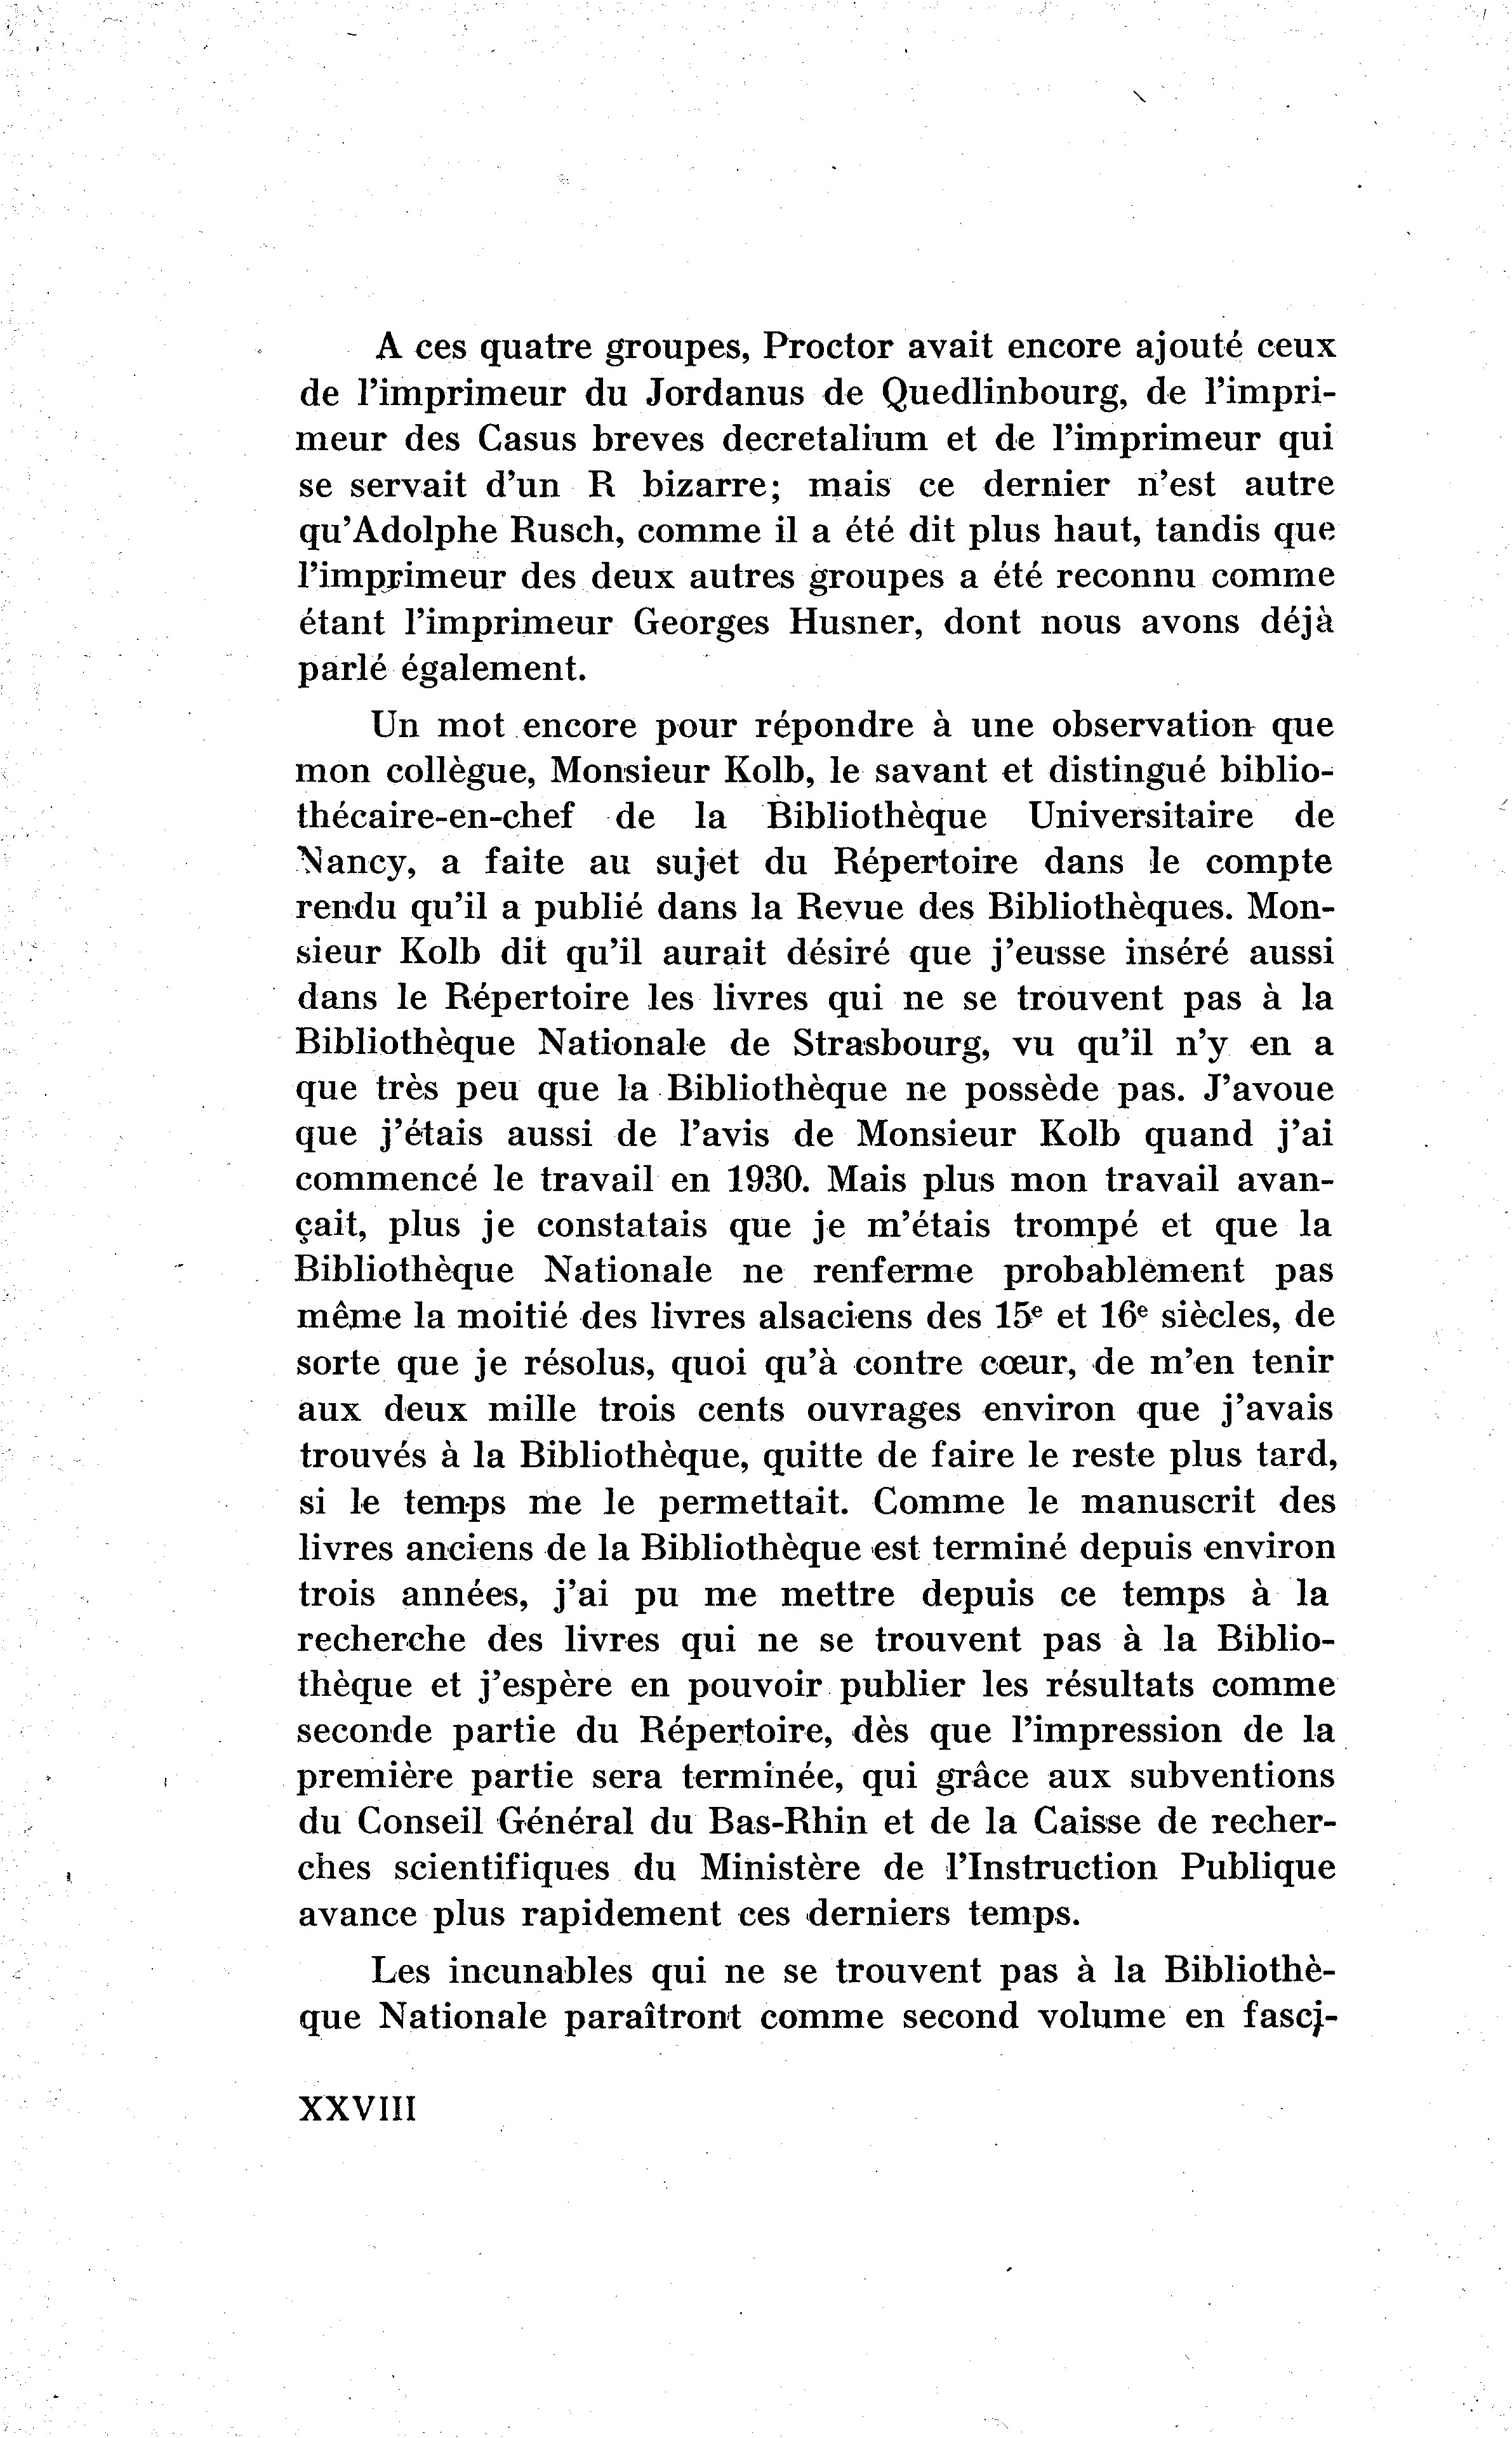 A ces quatre groupes, Proctor avait encore ajouté ceux
de l'imprimeur du Jordanus de Quedlinbourg, de l'impri-
meur des Casus breves decretalium et de l'imprimeur qui
se servait d'un R bizarre; mais ce dernier n'est autre
qu'Adolphe Rusch, comme il a été dit plus haut, tandis que
l'imprimeur des deux autres groupes a été reconnu comme
étant l'imprimeur Georges Husner, dont nous avons déjà
parlé également.
Un mot encore pour répondre à une observation que
mon collègue, Monsieur Kolb, le savant et distingué biblio-
thécaire-en-chef de la Bibliothèque Universitaire de
Nancy, a faite au sujet du Répertoire dans le compte
rendu qu'il a publié dans la Revue des Bibliothèques. Mon-
sieur Kolb dit qu'il aurait désiré que j'eusse inséré aussi
dans le Répertoire les livres qui ne se trouvent pas à la
Bibliothèque Nationale de Strasbourg, vu qu'il n'y en a
que très peu que la Bibliothèque ne possède pas. J'avoue
que j'étais aussi de l'avis de Monsieur Kolb quand j'ai
commencé le travail en 1930. Mais plus mon travail avan-
çait, plus je constatais que je m'étais trompé et que la
Bibliothèque Nationale ne renferme probablement pas
même la moitié des livres alsaciens des 15e et 16e siècles, de
sorte que je résolus, quoi qu'à contre cœur, de m'en tenir
aux deux mille trois cents ouvrages environ que j'avais
trouvés à la Bibliothèque, quitte de faire le reste plus tard,
si le temps me le permettait. Comme le manuscrit des
livres anciens de la Bibliothèque est terminé depuis environ
trois années, j'ai pu me mettre depuis ce temps à la
recherche des livres qui ne se trouvent pas à la Biblio-
thèque et j'espère en pouvoir publier les résultats comme
seconde partie du Répertoire, dès que l'impression de la
première partie sera terminée, qui grâce aux subventions
du Conseil Général du Bas-Rhin et de la Caisse de recher-
ches scientifiques du Ministère de l'Instruction Publique
avance plus rapidement ces derniers temps.
Les incunables qui ne se trouvent pas à la Bibliothè-
que Nationale paraîtront comme second volume en fasci-
XXVIII